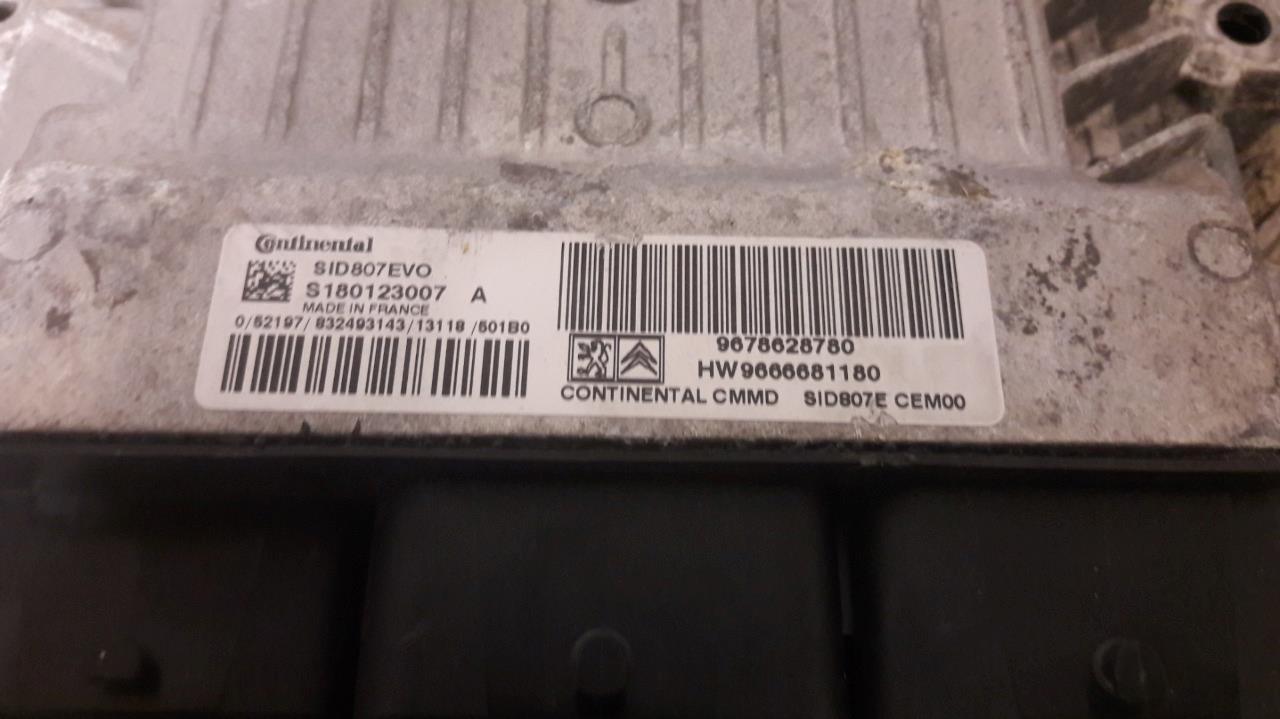 Continental
SID807EVO
S180123007 A
MADE IN FRANCE
0/52197/832493143/13118/501B0
9678628780
HW9666681180
CONTINENTAL CMMD SID807E CEM00